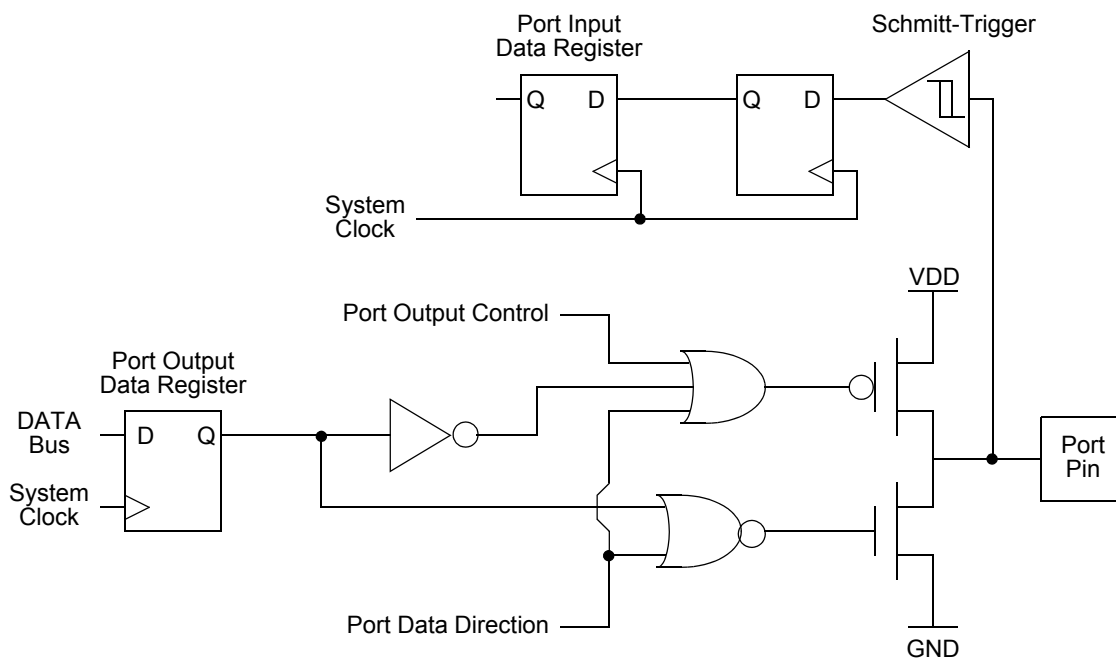 Port Input
Data Register
Schmitt-Trigger
Q D
Q D
System
Clock
VDD
Port Output Control
Port Output
Data Register
DATA
Bus
D Q
System
Clock
Port
Pin
Port Data Direction
GND